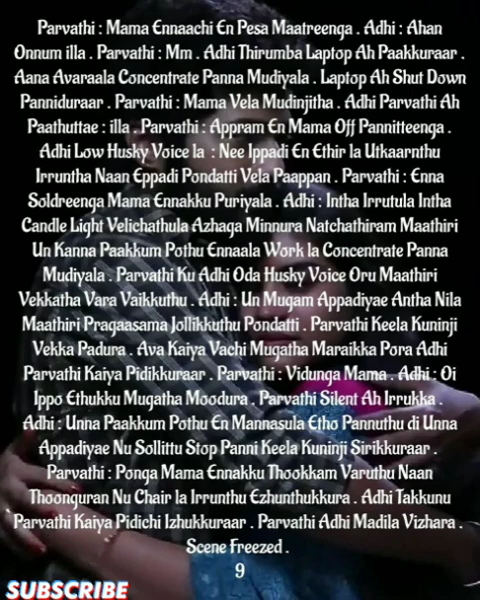 Parvathi : Mama Ennaachi En Pesa Maatreenga . Adhi : Ahan
Onnum illa . Parvathi : Mm . Adhi Thirumba Laptop Ah Paakkuraar .
Aana Avaraala Concentrate Panna Mudiyala . Laptop Ah Shut Down
Panniduraar . Parvathi : Mama Vela Mudinjitha . Adhi Parvathi Ah
Paathuttae : illa . Parvathi : Appram En Mama Off Pannitteenga .
Adhi Low Husky Voice la : Nee Ippadi En Ethir la Utkaarnthu
Irruntha Naan Eppadi Pondatti Vela Paappan . Parvathi : Enna
Soldreenga Mama Ennakku Puriyala . Adhi : Intha Irrutula Intha
Candle Light Velichathula Azhaga Minnura Natchathiram Maathiri
Un Kanna Paakkum Pothu Ennaala Work la Concentrate Panna
Mudiyala . Parvathi Ku Adhi Oda Husky Voice Oru Maathiri
Vekkatha Vara Vaikkuthu . Adhi : Un Mugam Appadiyae Antha Nila
Maathiri Pragaasama Jollikkuthu Pondatti . Parvathi Keela Kuninji
Vekka Padura . Ava Kaiya Vachi Mugatha Maraikka Pora Adhi
Parvathi Kaiya Pidikkuraar . Parvathi : Vidunga Mama . Adhi : Oi
Ippo Ethukku Mugatha Moodura . Parvathi Silent Ah Irrukka .
Adhi : Unna Paakkum Pothu En Mannasula Etho Pannuthu di Unna
Appadiyae Nu Sollittu Stop Panni Keela Kuninji Sirikkuraar .
Parvathi : Ponga Mama Ennakku Thookkam Varuthu Naan
Thoonguran Nu Chair la Irrunthu Ezhunthukkura . Adhi Takkunu
Parvathi Kaiya Pidichi Izhukkuraar . Parvathi Adhi Madila Vizhara .
Scene Freezed .
9
SUBSCRIBE